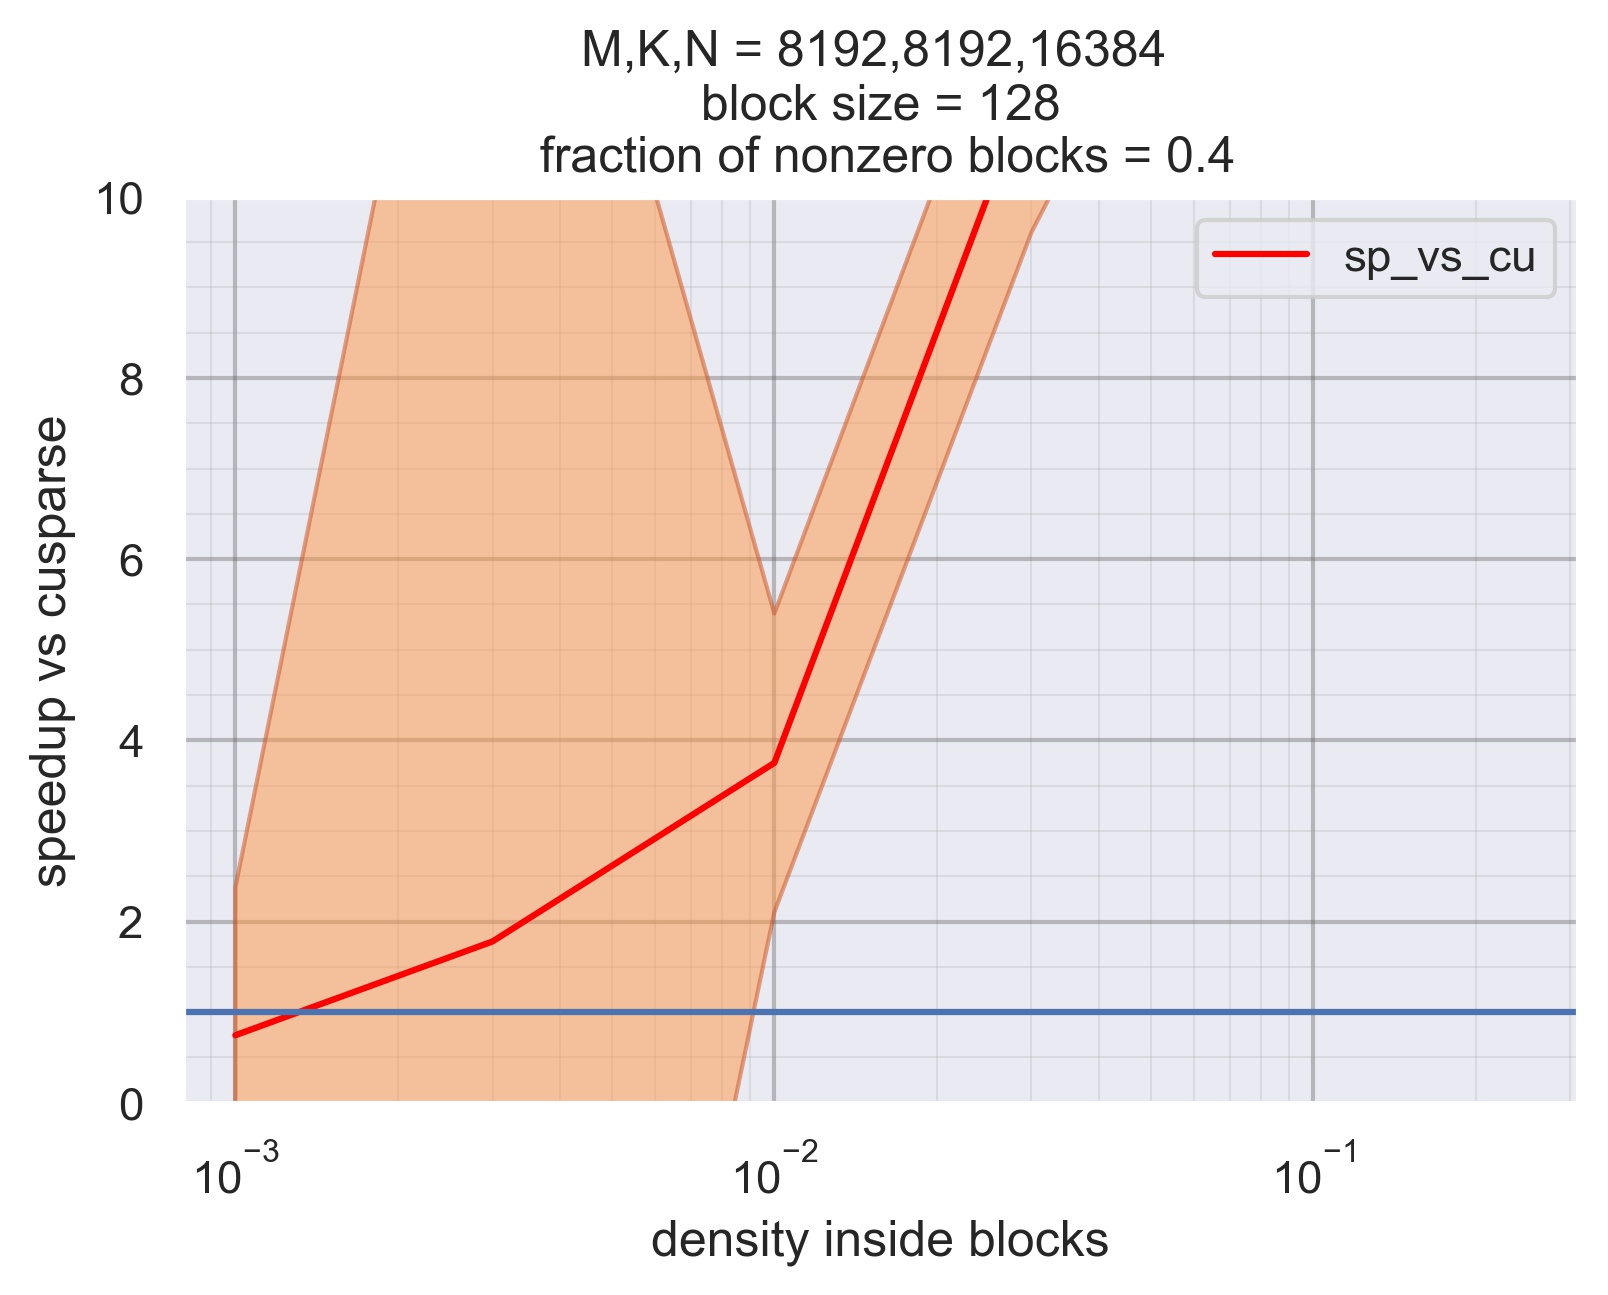 M,K,N = 8192,8192,16384
block size = 128
fraction of nonzero blocks = 0.4
10
8
6
4
2
0
speedup vs cusparse
sp_vs_cu
10⁻³
10⁻²
10⁻¹
density inside blocks